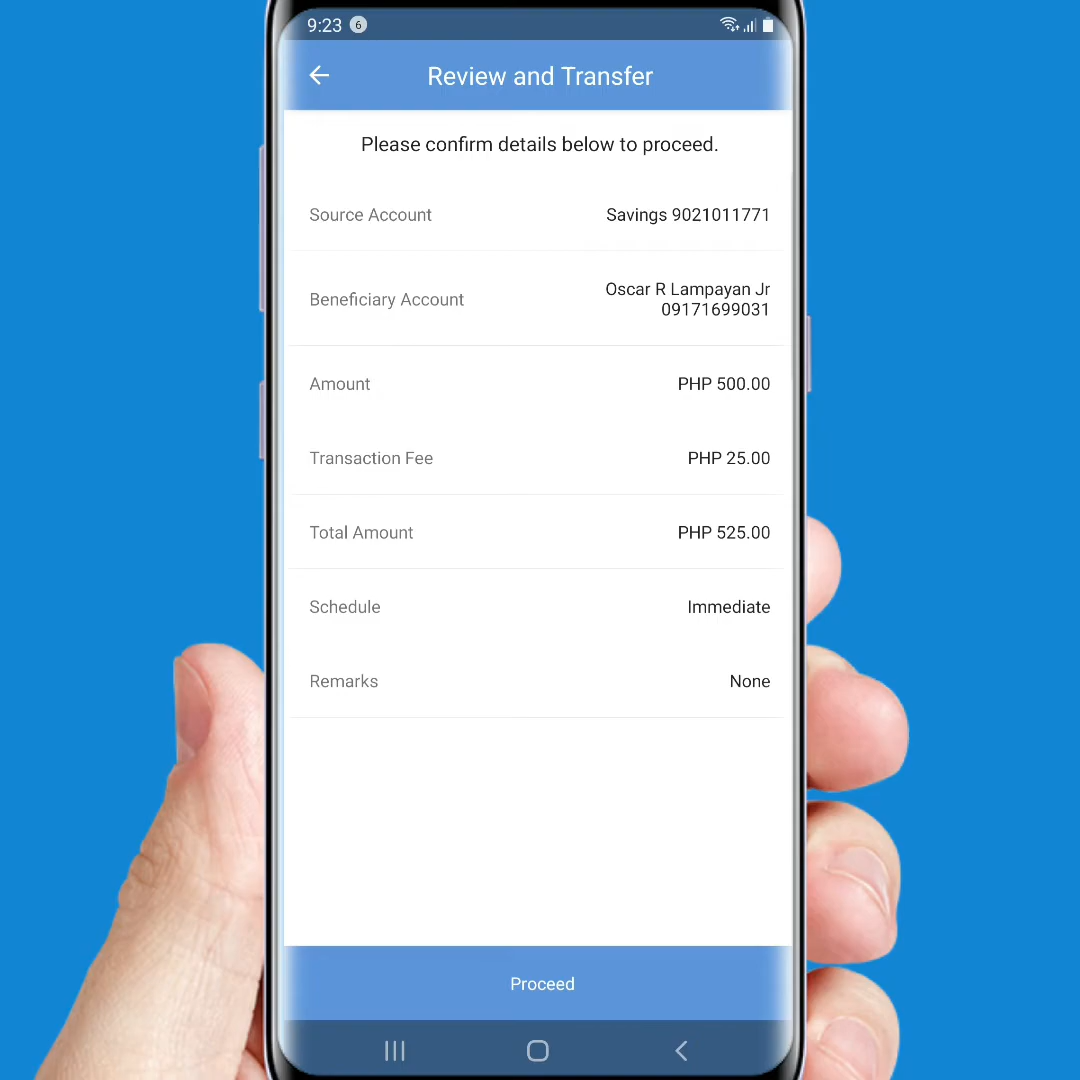 9:23 6
Review and Transfer
Please confirm details below to proceed.
Source Account Savings 9021011771
Beneficiary Account Oscar R Lampayan Jr
09171699031
Amount PHP 500.00
Transaction Fee PHP 25.00
Total Amount PHP 525.00
Schedule Immediate
Remarks None
Proceed